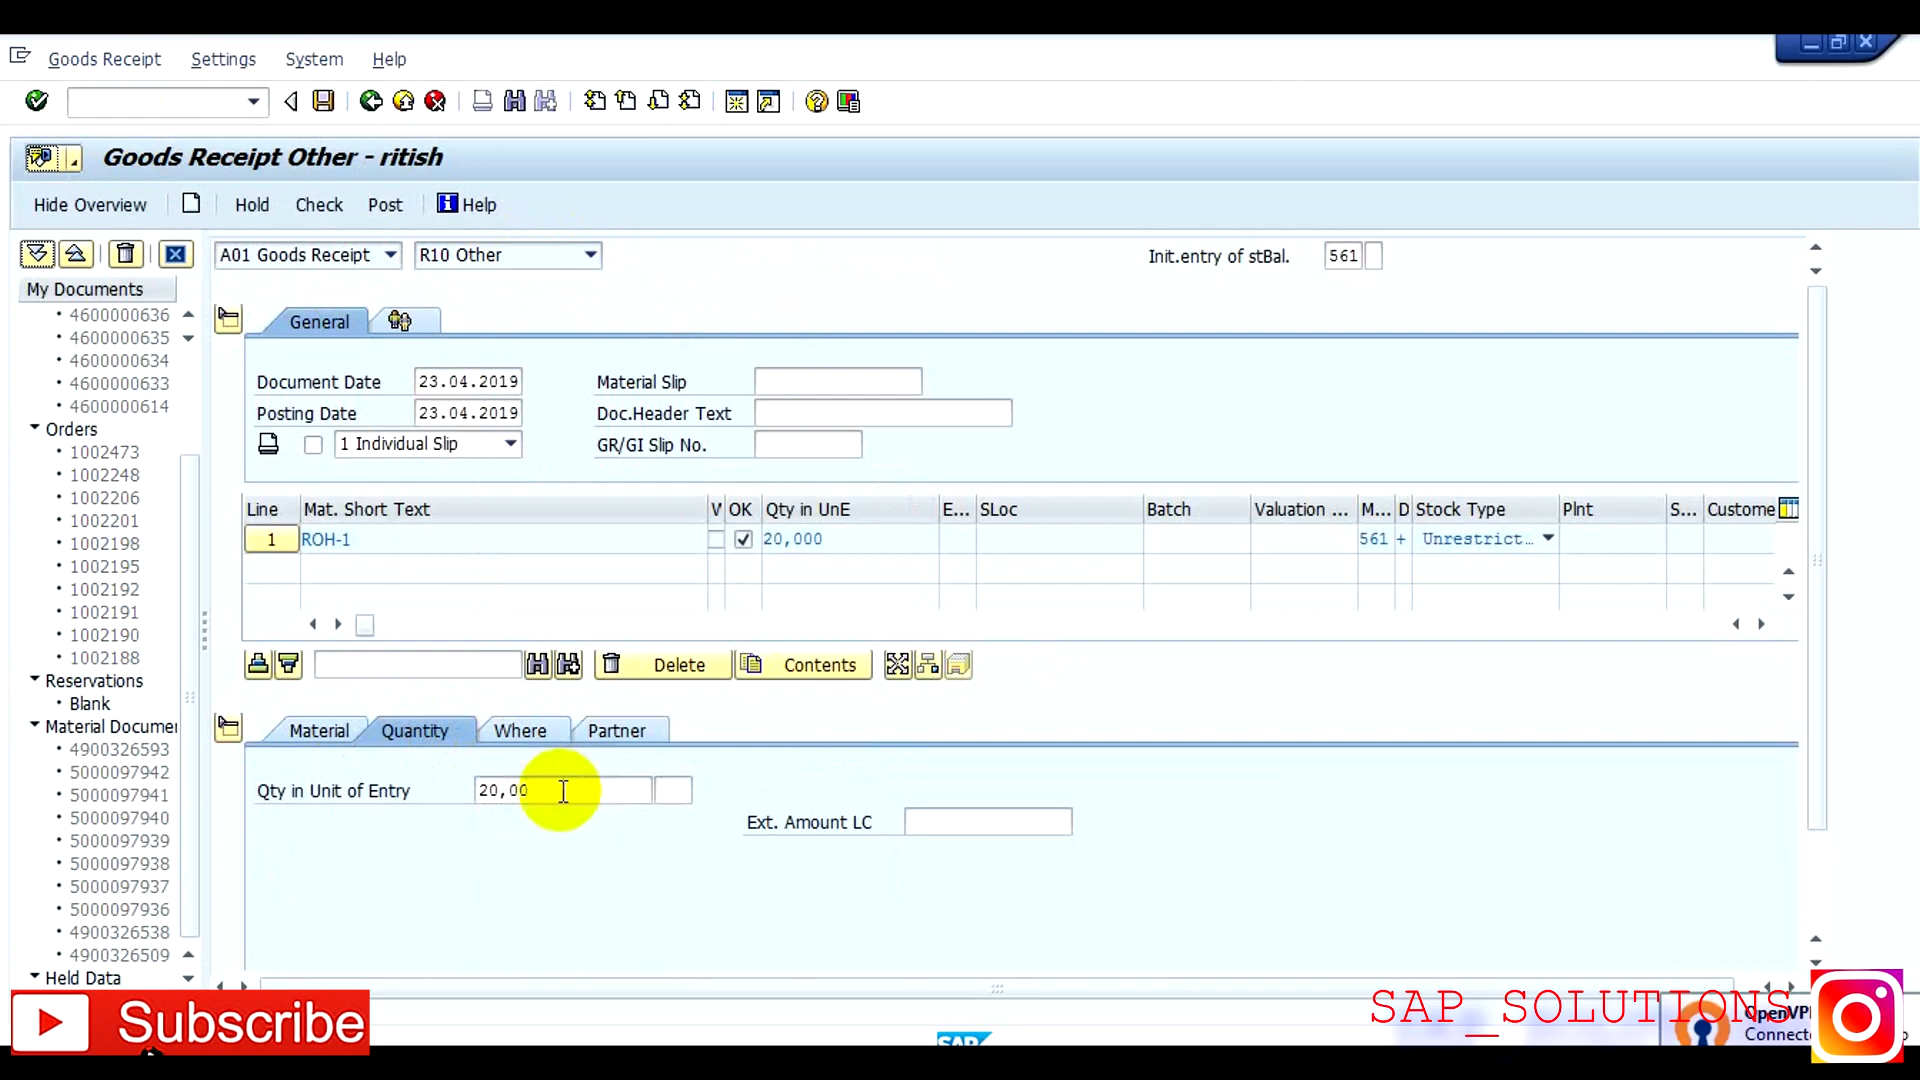 Goods Receipt Settings System Help
Goods Receipt Other - ritish
Hide Overview Hold Check Post Help
A01 Goods Receipt R10 Other Init.entry of stBal. 561
My Documents
4600000636
4600000635
4600000634
4600000633
4600000614
Orders
1002473
1002248
1002206
1002201
1002198
1002195
1002192
1002191
1002190
1002188
Reservations
Blank
Material Documer
4900326593
5000097942
5000097941
5000097940
5000097939
5000097938
5000097937
5000097936
4900326538
4900326509
Held Data
General
Document Date 23.04.2019 Material Slip
Posting Date 23.04.2019 Doc.Header Text
1 Individual Slip GR/GI Slip No.
Line Mat. Short Text V OK Qty in UnE E... SLoc Batch Valuation ... M... D Stock Type Plnt S... Custome
1 ROH-1 20,000 561 + Unrestrict...
Delete Contents
Material Quantity Where Partner
Qty in Unit of Entry 20,00
Ext. Amount LC
Subscribe
SAP
SAP_SOLUTIONS
OpenVPI
Connect